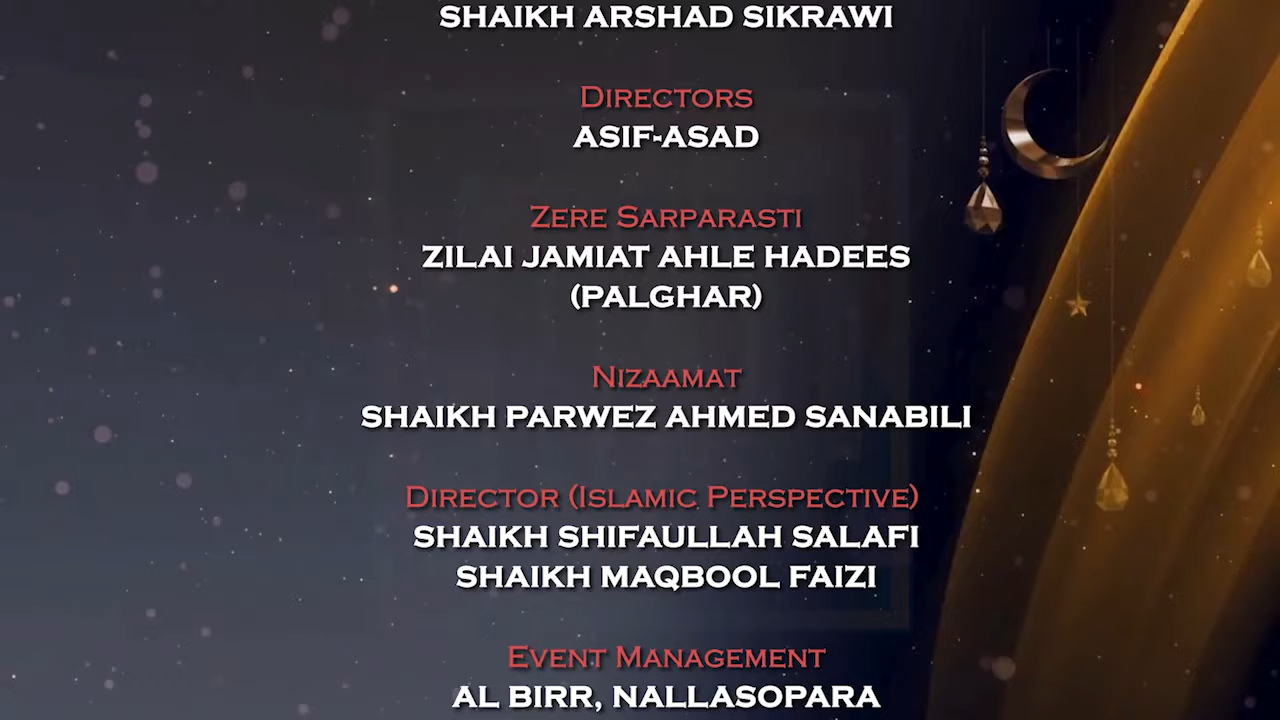 SHAIKH ARSHAD SIKRAWI
DIRECTORS
ASIF-ASAD
ZERE SARPARASTI
ZILAI JAMIAT AHLE HADEES
(PALGHAR)
NIZAAMAT
SHAIKH PARWEZ AHMED SANABILI
DIRECTOR (ISLAMIC PERSPECTIVE)
SHAIKH SHIFAULLAH SALAFI
SHAIKH MAQBOOL FAIZI
EVENT MANAGEMENT
AL BIRR, NALLASOPARA